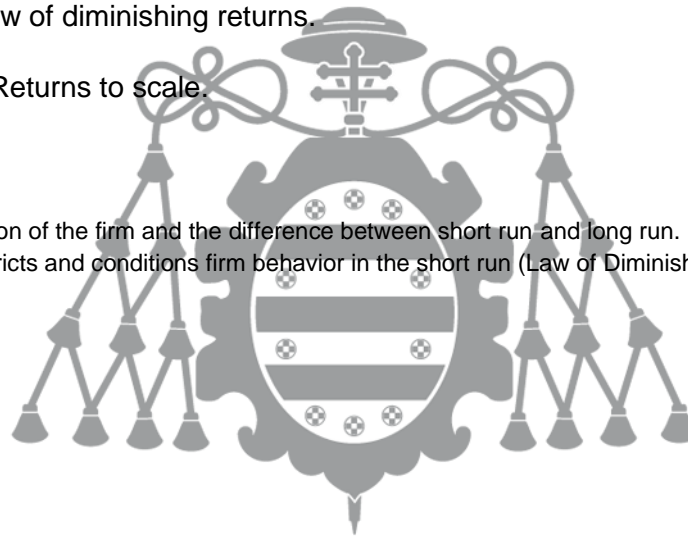 w of diminishing returns.
Returns to scale.
on of the firm and the difference between short run and long run.
ricts and conditions firm behavior in the short run (Law of Diminish